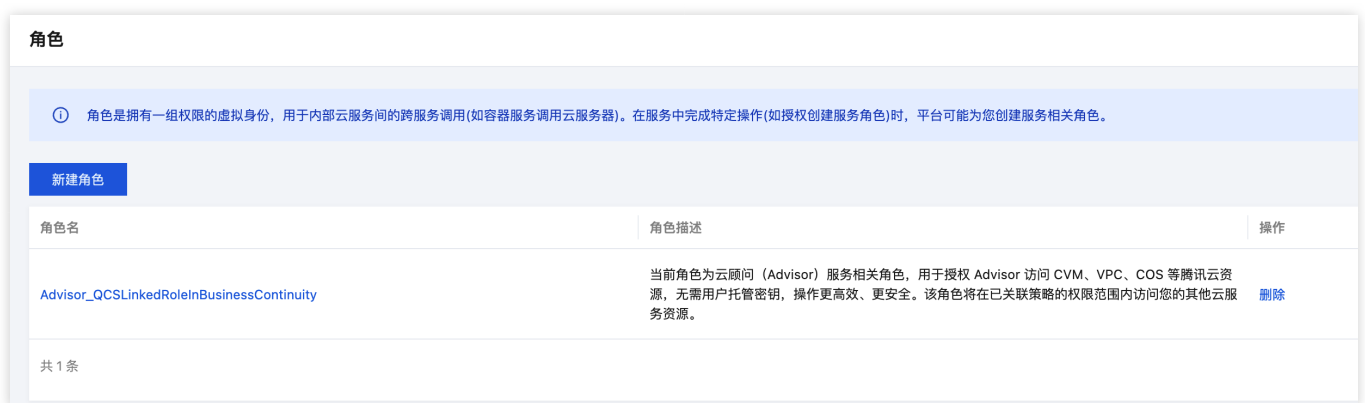 角色
角色是拥有一组权限的虚拟身份，用于内部云服务间的跨服务调用(如容器服务调用云服务器)。在服务中完成特定操作(如授权创建服务角色)时，平台可能为您创建服务相关角色。
新建角色
角色名
角色描述
操作
Advisor_QCSLinkedRoleInBusinessContinuity
当前角色为云顾问（Advisor）服务相关角色，用于授权 Advisor 访问 CVM、VPC、COS 等腾讯云资
源，无需用户托管密钥，操作更高效、更安全。该角色将在已关联策略的权限范围内访问您的其他云服
务资源。
删除
共 1 条